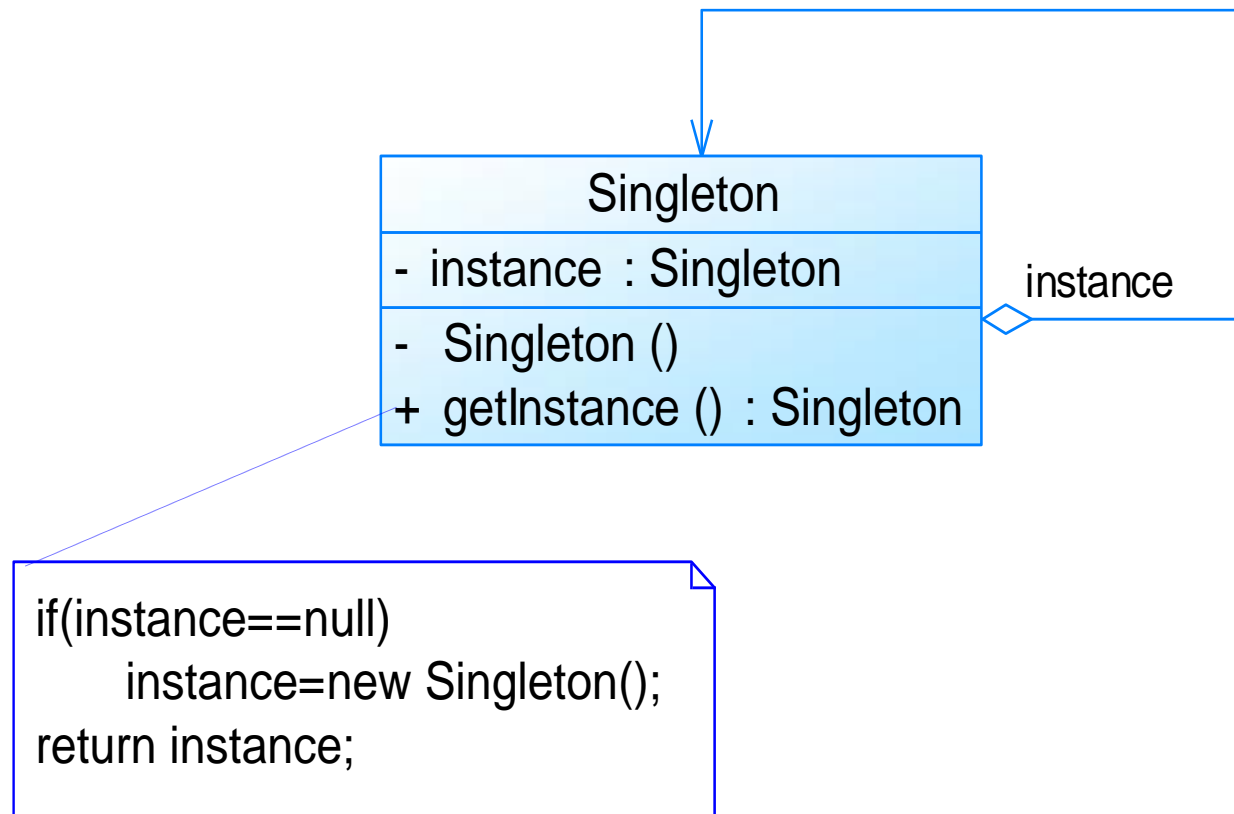 Singleton
- instance : Singleton
instance
- Singleton ()
+ getInstance () : Singleton
if(instance==null)
instance=new Singleton();
return instance;